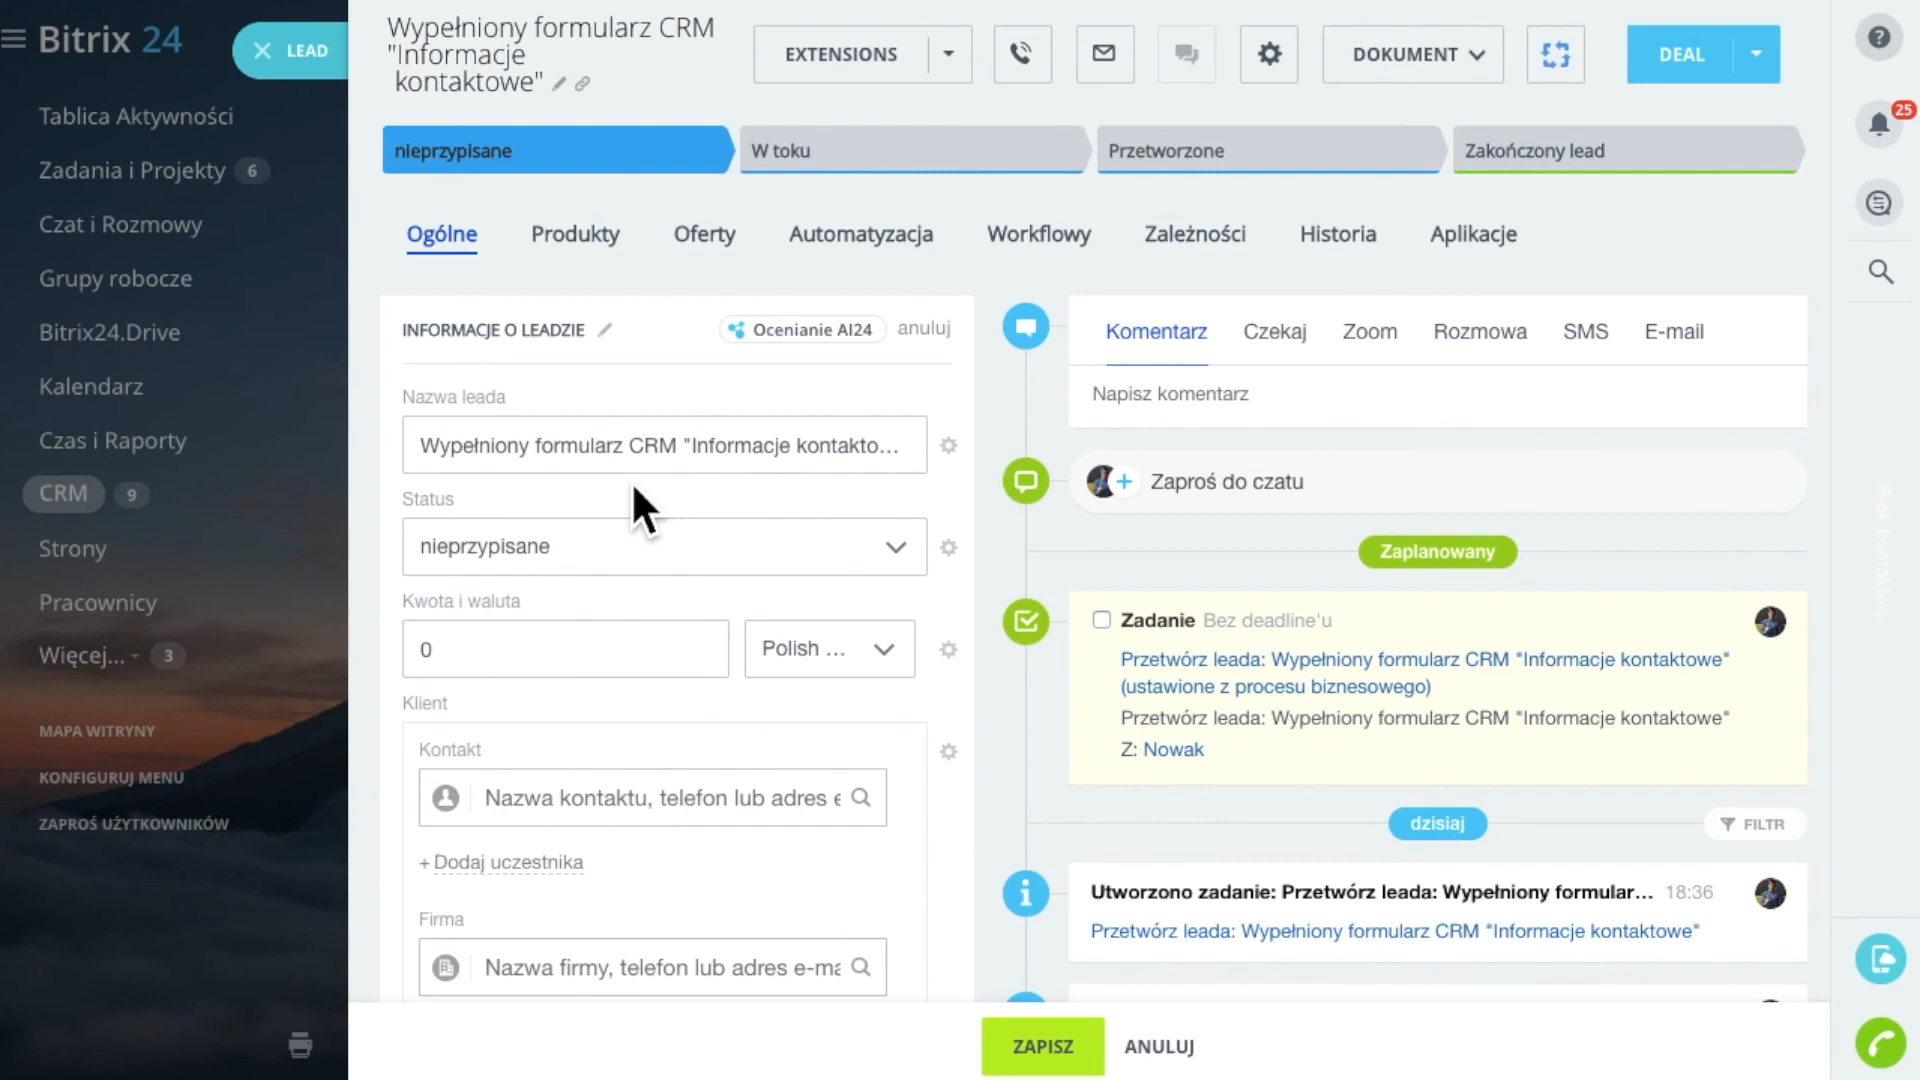 Bitrix 24
LEAD
Tablica Aktywności
Zadania i Projekty 6
Czat i Rozmowy
Grupy robocze
Bitrix24.Drive
Kalendarz
Czas i Raporty
CRM 9
Strony
Pracownicy
Więcej... 3
MAPA WITRYNY
KONFIGURUJ MENU
ZAPROŚ UŻYTKOWNIKÓW
Wypełniony formularz CRM
"Informacje
kontaktowe"
EXTENSIONS
DOKUMENT
DEAL
25
nieprzypisane
W toku
Przetworzone
Zakończony lead
Ogólne
Produkty
Oferty
Automatyzacja
Workflowy
Zależności
Historia
Aplikacje
INFORMACJE O LEADZIE
Ocenianie AI24
anuluj
Nazwa leada
Wypełniony formularz CRM "Informacje kontakto...
Status
nieprzypisane
Kwota i waluta
0
Polish ...
Klient
Kontakt
Nazwa kontaktu, telefon lub adres e
+ Dodaj uczestnika
Firma
Nazwa firmy, telefon lub adres e-ma
Komentarz
Czekaj
Zoom
Rozmowa
SMS
E-mail
Napisz komentarz
Zaproś do czatu
Zaplanowany
Zadanie Bez deadline'u
Przetwórz leada: Wypełniony formularz CRM "Informacje kontaktowe"
(ustawione z procesu biznesowego)
Przetwórz leada: Wypełniony formularz CRM "Informacje kontaktowe"
Z: Nowak
dzisiaj
FILTR
Utworzono zadanie: Przetwórz leada: Wypełniony formular... 18:36
Przetwórz leada: Wypełniony formularz CRM "Informacje kontaktowe"
ZAPISZ
ANULUJ